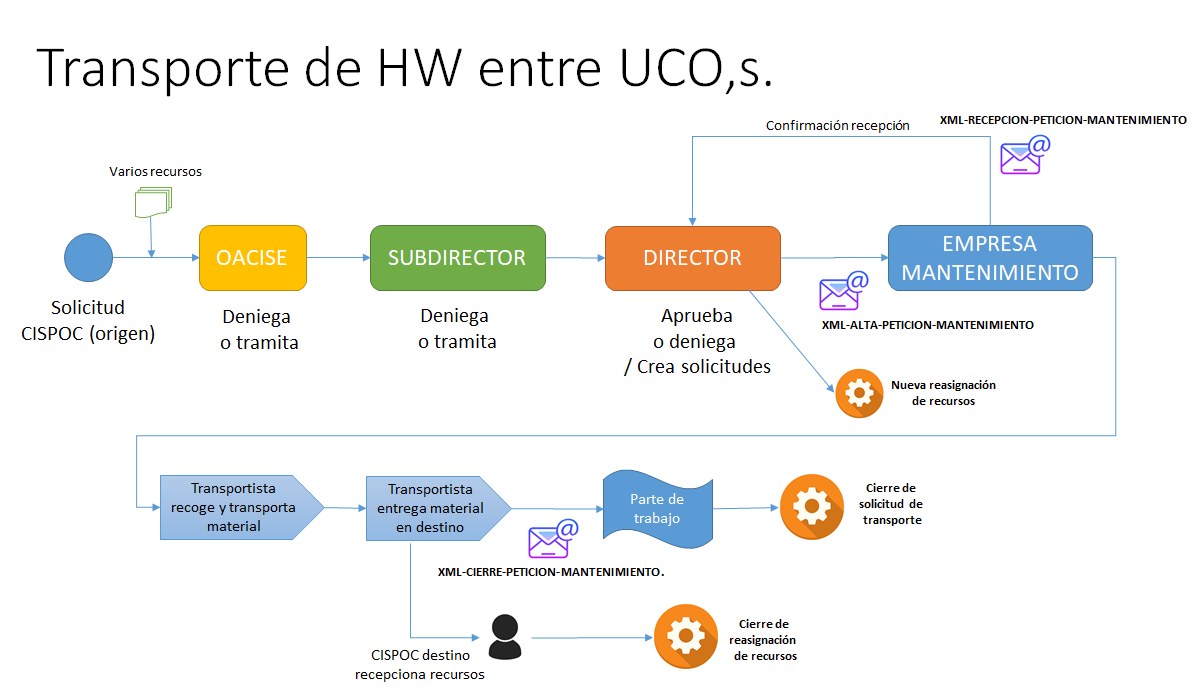 Transporte de HW entre UCO,s.
Confirmación recepción
XML-RECEPCION-PETICION-MANTENIMIENTO
Varios recursos
OACISE
SUBDIRECTOR
DIRECTOR
EMPRESA
MANTENIMIENTO
Solicitud
CISPOC (origen)
Deniega
o tramita
Deniega
o tramita
Aprueba
o deniega
/ Crea solicitudes
XML-ALTA-PETICION-MANTENIMIENTO
Nueva reasignación
de recursos
Transportista
recoge y transporta
material
Transportista
entrega material
en destino
Parte de
trabajo
Cierre de
solicitud de
transporte
XML-CIERRE-PETICION-MANTENIMIENTO.
CISPOC destino
recepciona recursos
Cierre de
reasignación
de recursos